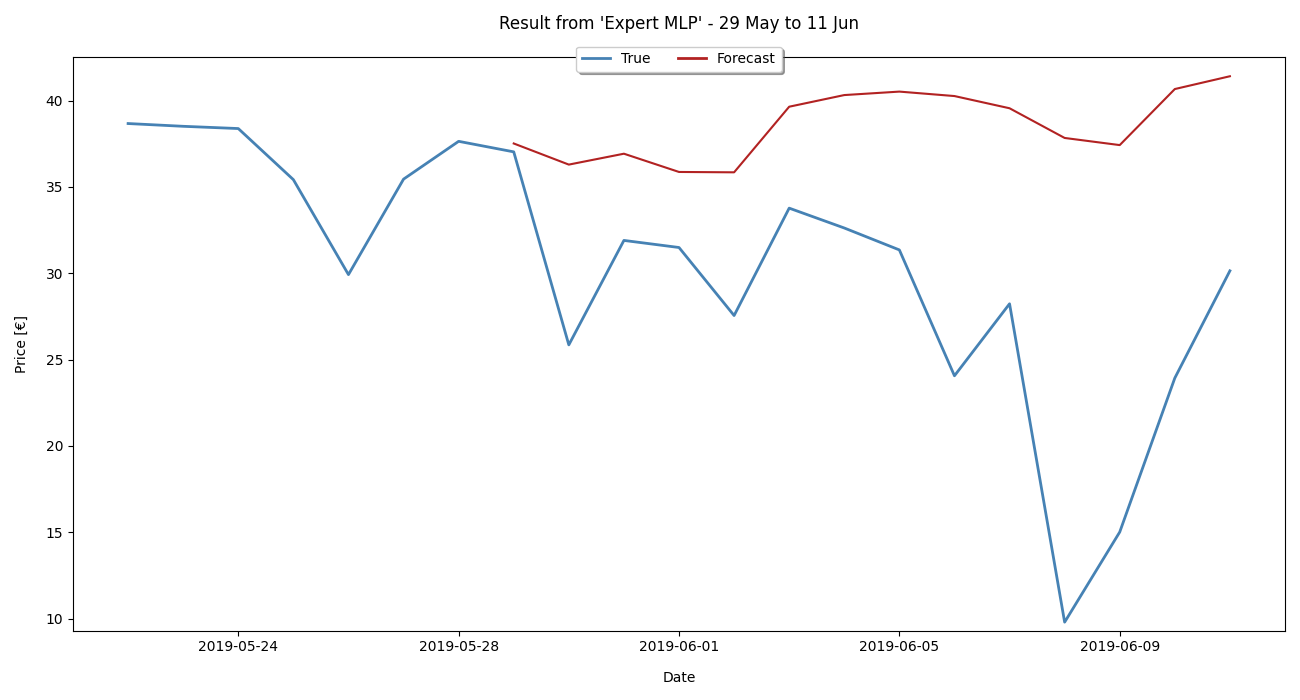 Result from 'Expert MLP' - 29 May to 11 Jun
True Forecast
40
35
30
25
20
15
10
Price [€]
2019-05-24 2019-05-28 2019-06-01 2019-06-05 2019-06-09
Date